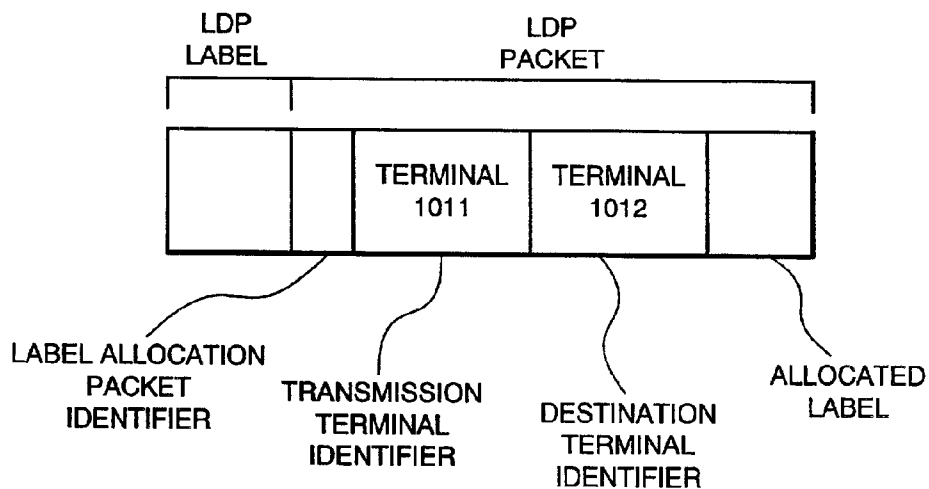 LDP
LABEL
LDP
PACKET
TERMINAL
1011
TERMINAL
1012
LABEL ALLOCATION
PACKET
IDENTIFIER
TRANSMISSION
TERMINAL
IDENTIFIER
DESTINATION
TERMINAL
IDENTIFIER
ALLOCATED
LABEL